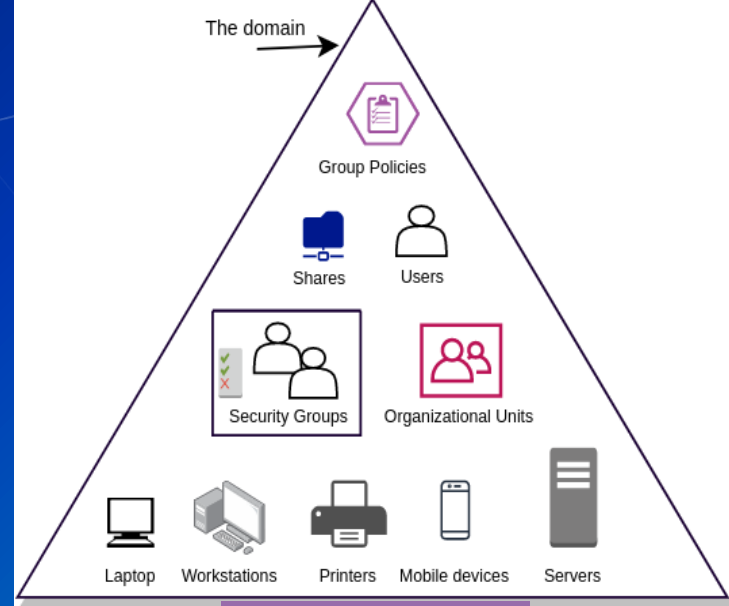 The domain
Group Policies
Shares
Users
Security Groups
Organizational Units
Laptop
Workstations
Printers
Mobile devices
Servers